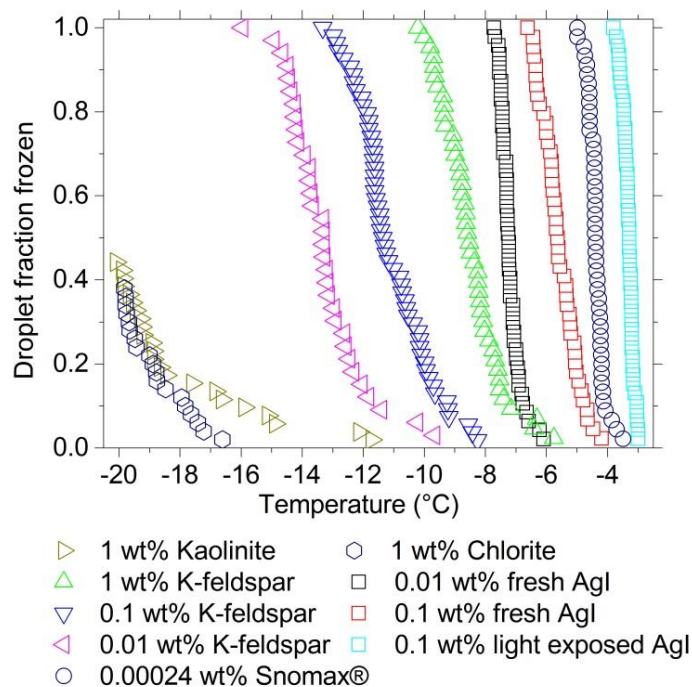 Droplet fraction frozen
1.0
0.8
0.6
0.4
0.2
0.0
-20 -18 -16 -14 -12 -10 -8 -6 -4
Temperature (°C)
1 wt% Kaolinite 1 wt% Chlorite
1 wt% K-feldspar 0.01 wt% fresh AgI
0.1 wt% K-feldspar 0.1 wt% fresh AgI
0.01 wt% K-feldspar 0.1 wt% light exposed AgI
0.00024 wt% Snomax®